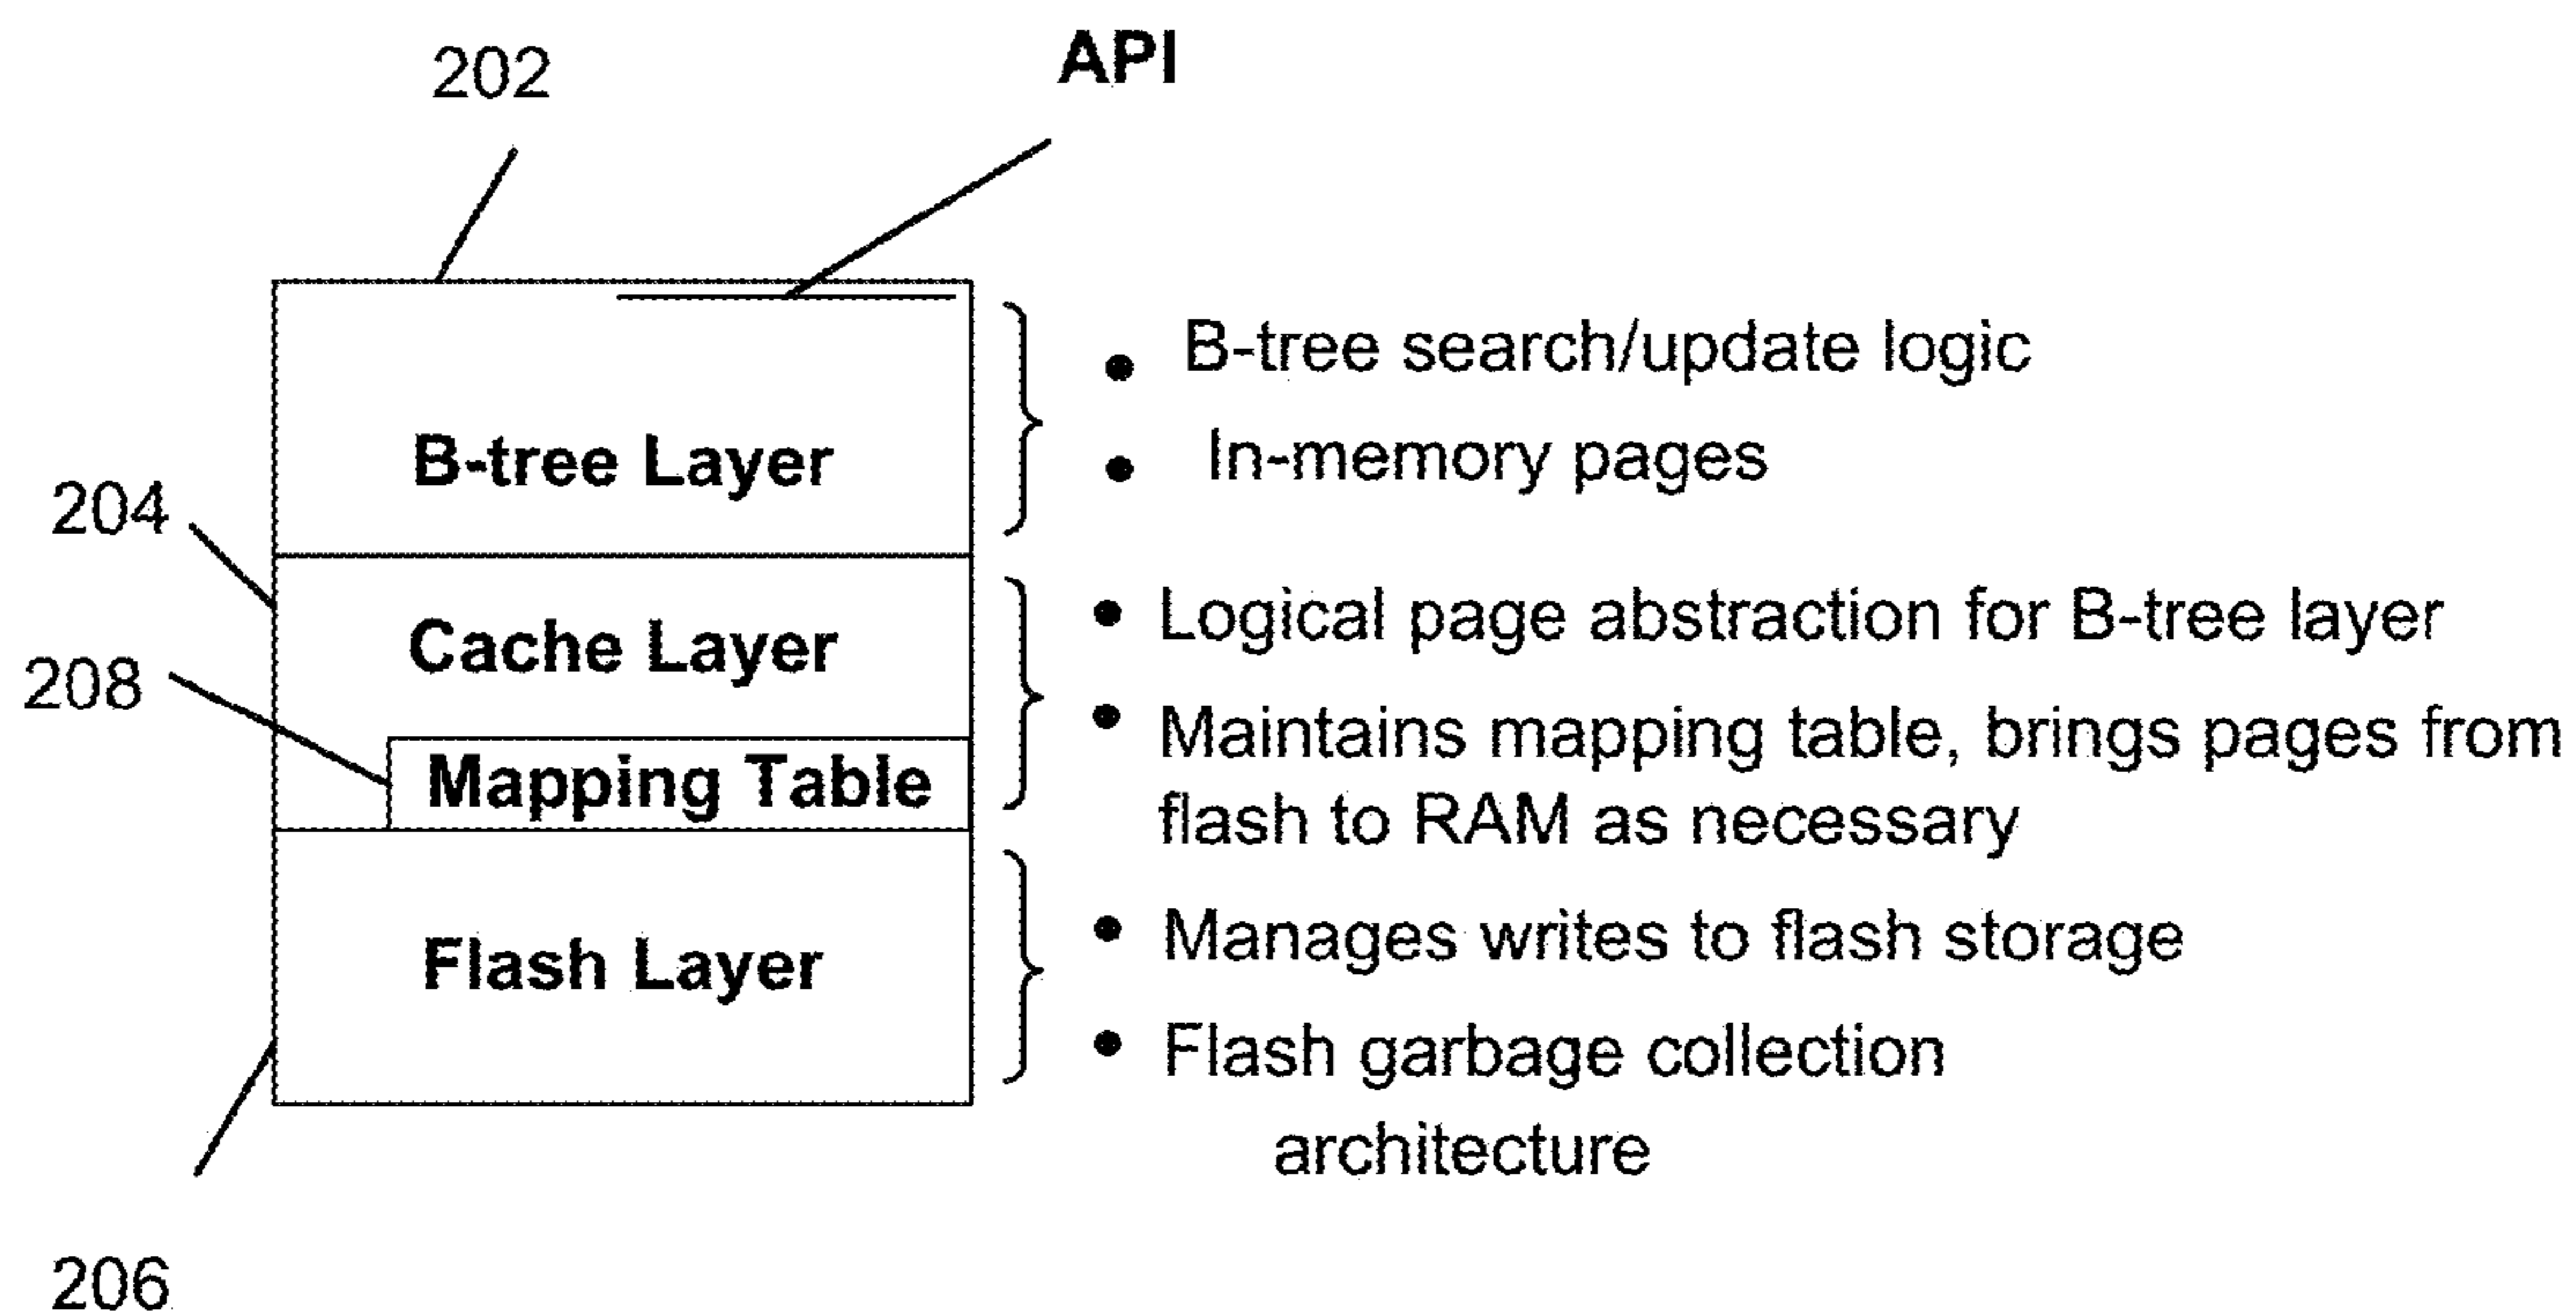 202
API
B-tree Layer
• B-tree search/update logic
• In-memory pages
204
Cache Layer
208
Mapping Table
• Logical page abstraction for B-tree layer
• Maintains mapping table, brings pages from
flash to RAM as necessary
Flash Layer
• Manages writes to flash storage
• Flash garbage collection
architecture
206